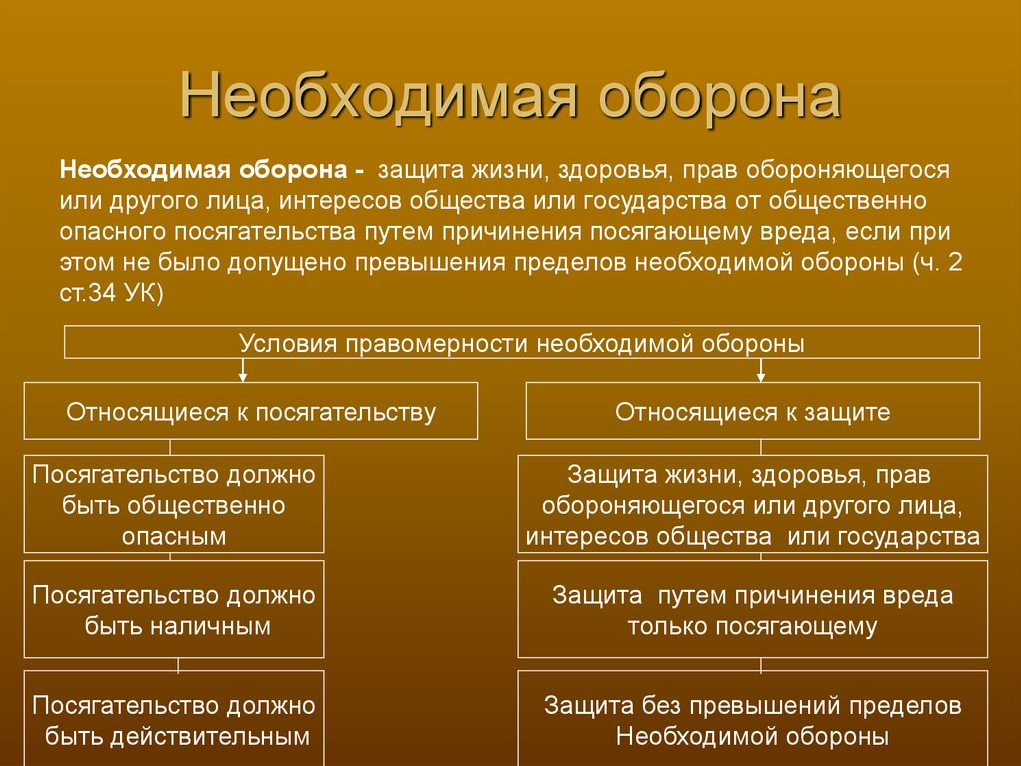 Необходимая оборона
Необходимая оборона - защита жизни, здоровья, прав обороняющегося
или другого лица, интересов общества или государства от общественно
опасного посягательства путем причинения посягающему вреда, если при
этом не было допущено превышения пределов необходимой обороны (ч. 2
ст.34 УК)
Условия правомерности необходимой обороны
Относящиеся к посягательству
Посягательство должно
быть общественно
опасным
Посягательство должно
быть наличным
Посягательство должно
быть действительным
Относящиеся к защите
Защита жизни, здоровья, прав
обороняющегося или другого лица,
интересов общества или государства
Защита путем причинения вреда
только посягающему
Защита без превышений пределов
Необходимой обороны